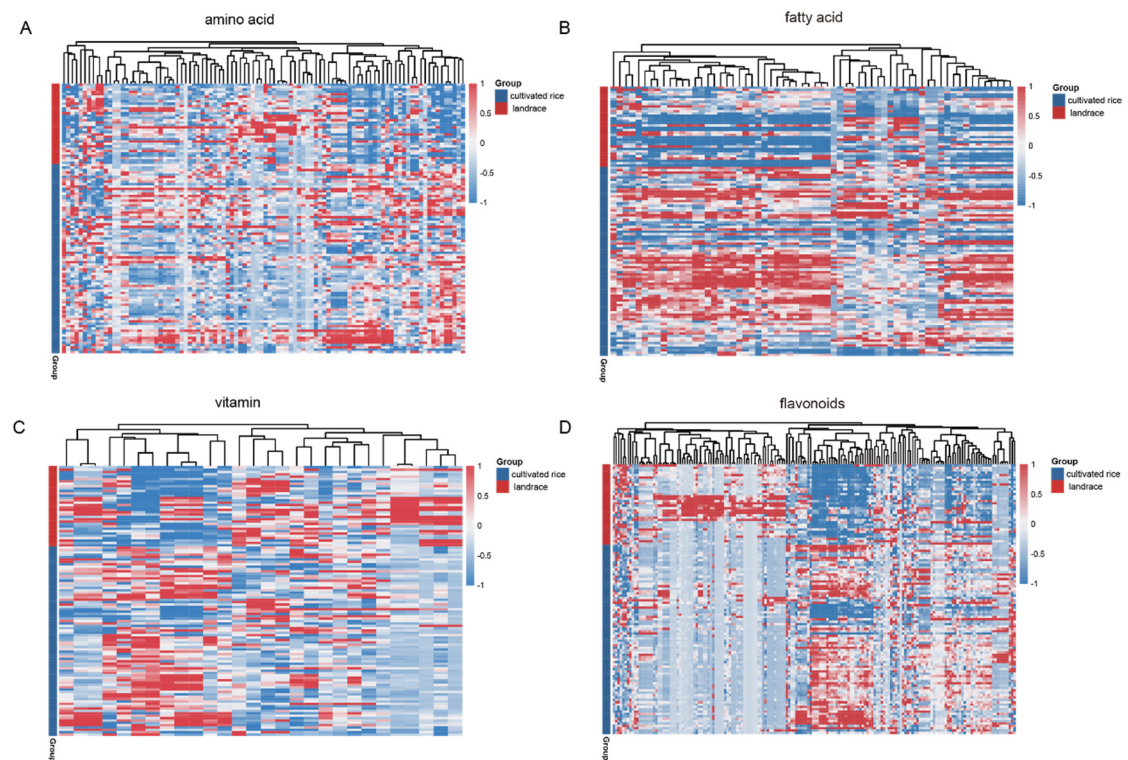 A
amino acid
1
0.5
0
-0.5
-1
Group
cultivated rice
landrace
Group
B
fatty acid
1
0.5
0
-0.5
-1
Group
cultivated rice
landrace
Group
C
vitamin
1
0.5
0
-0.5
-1
Group
cultivated rice
landrace
Group
D
flavonoids
1
0.5
0
-0.5
-1
Group
cultivated rice
landrace
Group